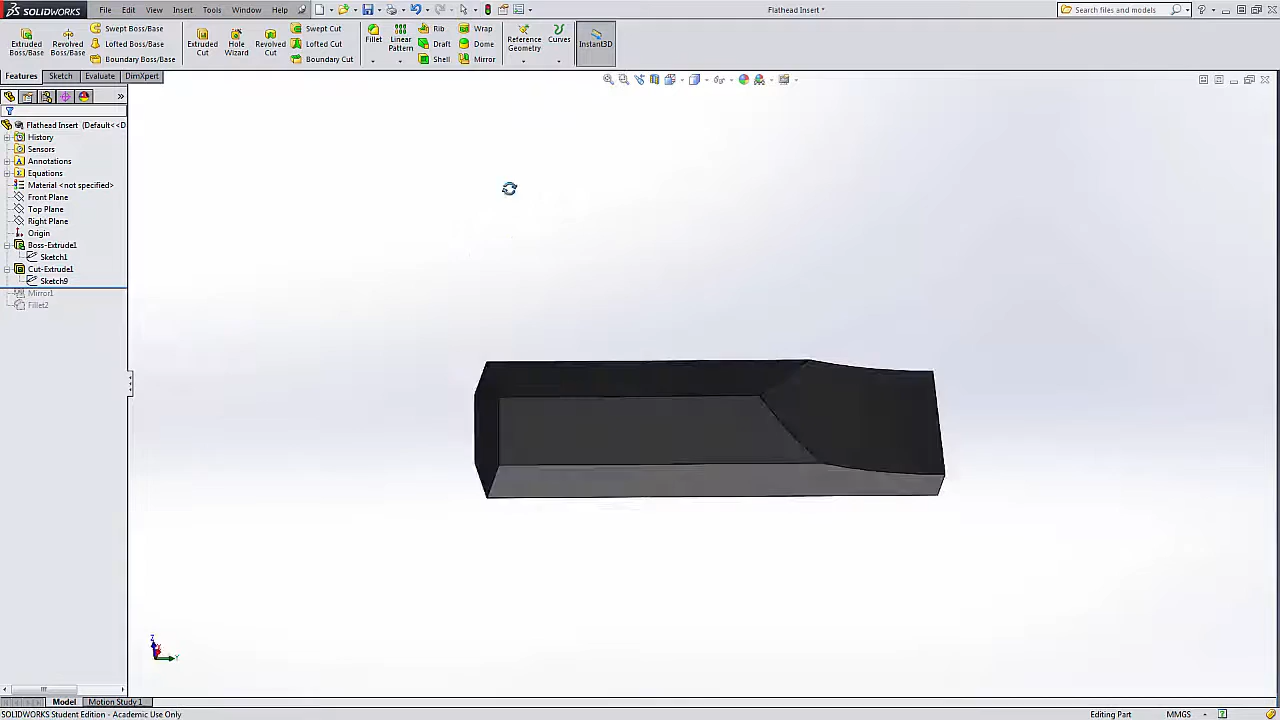 SOLIDWORKS File Edit View Insert Tools Window Help Flathead Insert * Search files and models
Extruded Boss/Base
Revolved Boss/Base
Swept Boss/Base
Lofted Boss/Base
Boundary Boss/Base
Extruded Cut
Hole Wizard
Revolved Cut
Swept Cut
Lofted Cut
Boundary Cut
Fillet
Linear Pattern
Rib
Draft
Shell
Wrap
Dome
Mirror
Reference Geometry
Curves
Instant3D
Features Sketch Evaluate DimXpert
Flathead Insert (Default<<D
History
Sensors
Annotations
Equations
Material <not specified>
Front Plane
Top Plane
Right Plane
Origin
Boss-Extrude1
Sketch1
Cut-Extrude1
Sketch9
Mirror1
Fillet2
Z
Y
Model Motion Study 1
SOLIDWORKS Student Edition - Academic Use Only Editing Part MMGS